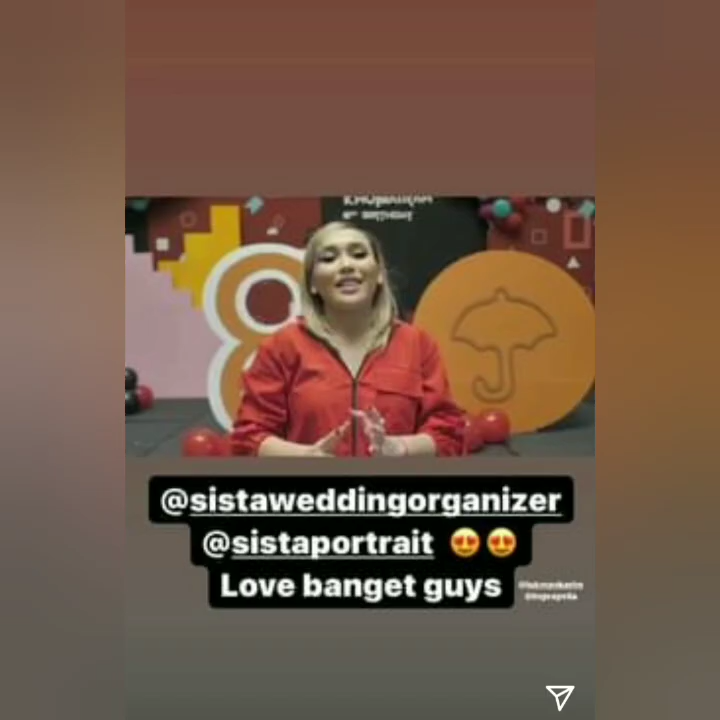 @sistaweddingorganizer
@sistaportrait 😍😍
Love banget guys